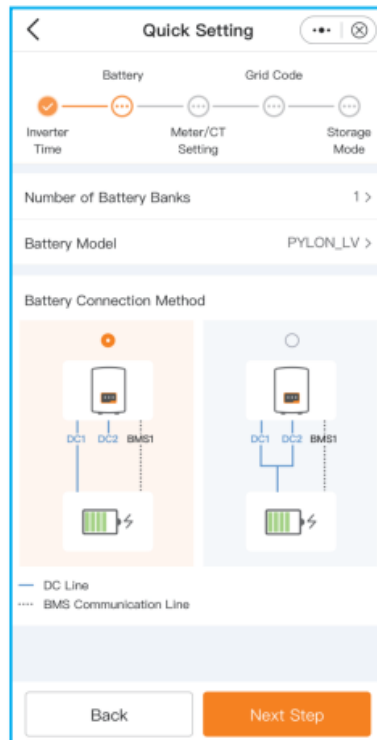 Quick Setting
Battery Grid Code
Inverter Time Meter/CT Setting Storage Mode
Number of Battery Banks 1 >
Battery Model PYLON_LV >
Battery Connection Method
DC1 DC2 BMS1 DC1 DC2 BMS1
DC Line
BMS Communication Line
Back Next Step